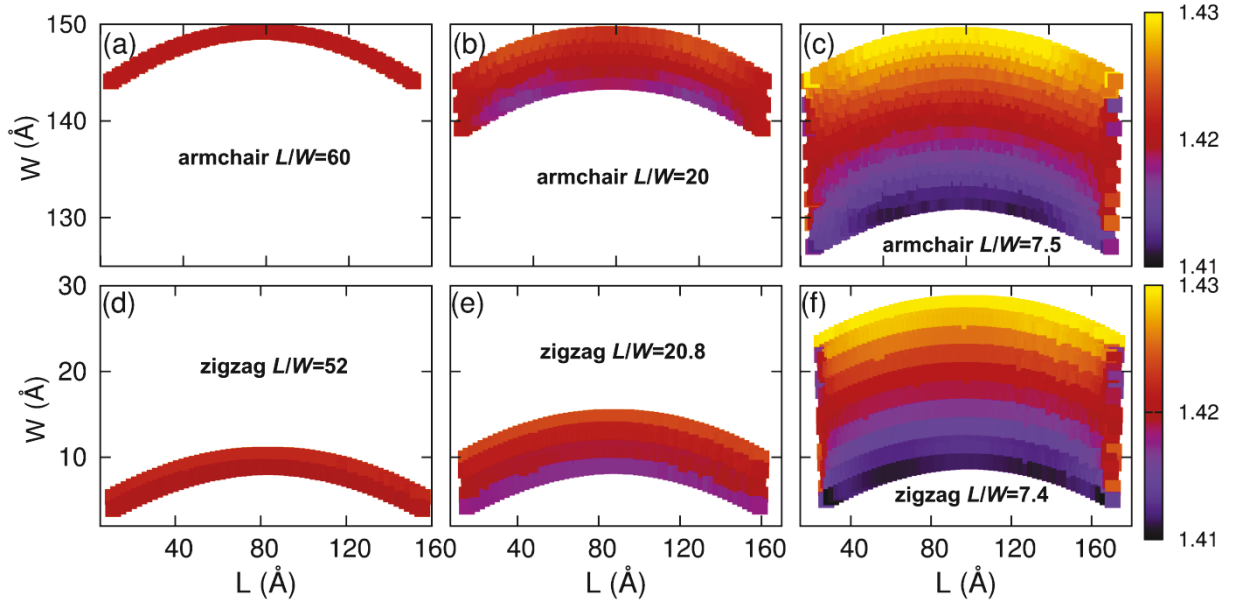 150
140
130
W (Å)
(a)
armchair L/W=60
(b)
armchair L/W=20
(c)
armchair L/W=7.5
1.43
1.42
1.41
30
20
10
W (Å)
(d)
zigzag L/W=52
(e)
zigzag L/W=20.8
(f)
zigzag L/W=7.4
1.43
1.42
1.41
40 80 120 160
40 80 120 160
40 80 120 160
L (Å)
L (Å)
L (Å)